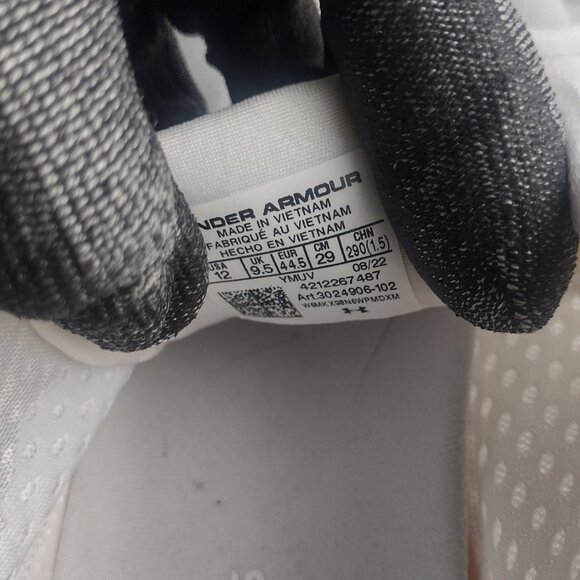 NDER ARMOUR
MADE IN VIETNAM
FABRIQUÉ AU VIETNAM
HECHO EN VIETNAM
USA UK EUR CM CHN
12 9.5 44.5 29 290(1.5)
YMUV 08/22
4212267487
Art.3024906-102
W6MKX98N6WPMDXM